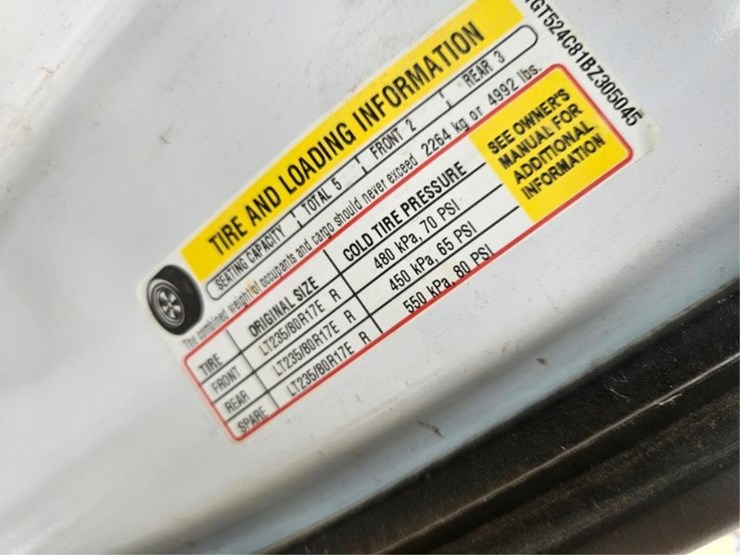 GT524C81BZ305045
TIRE AND LOADING INFORMATION
SEATING CAPACITY TOTAL 5 FRONT 2 REAR 3
The combined weight of occupants and cargo should never exceed 2264 kg or 4992 lbs.
TIRE ORIGINAL SIZE COLD TIRE PRESSURE
FRONT LT235/80R17E R 480 kPa, 70 PSI
REAR LT235/80R17E R 450 kPa, 65 PSI
SPARE LT235/80R17E R 550 kPa, 80 PSI
SEE OWNER'S
MANUAL FOR
ADDITIONAL
INFORMATION